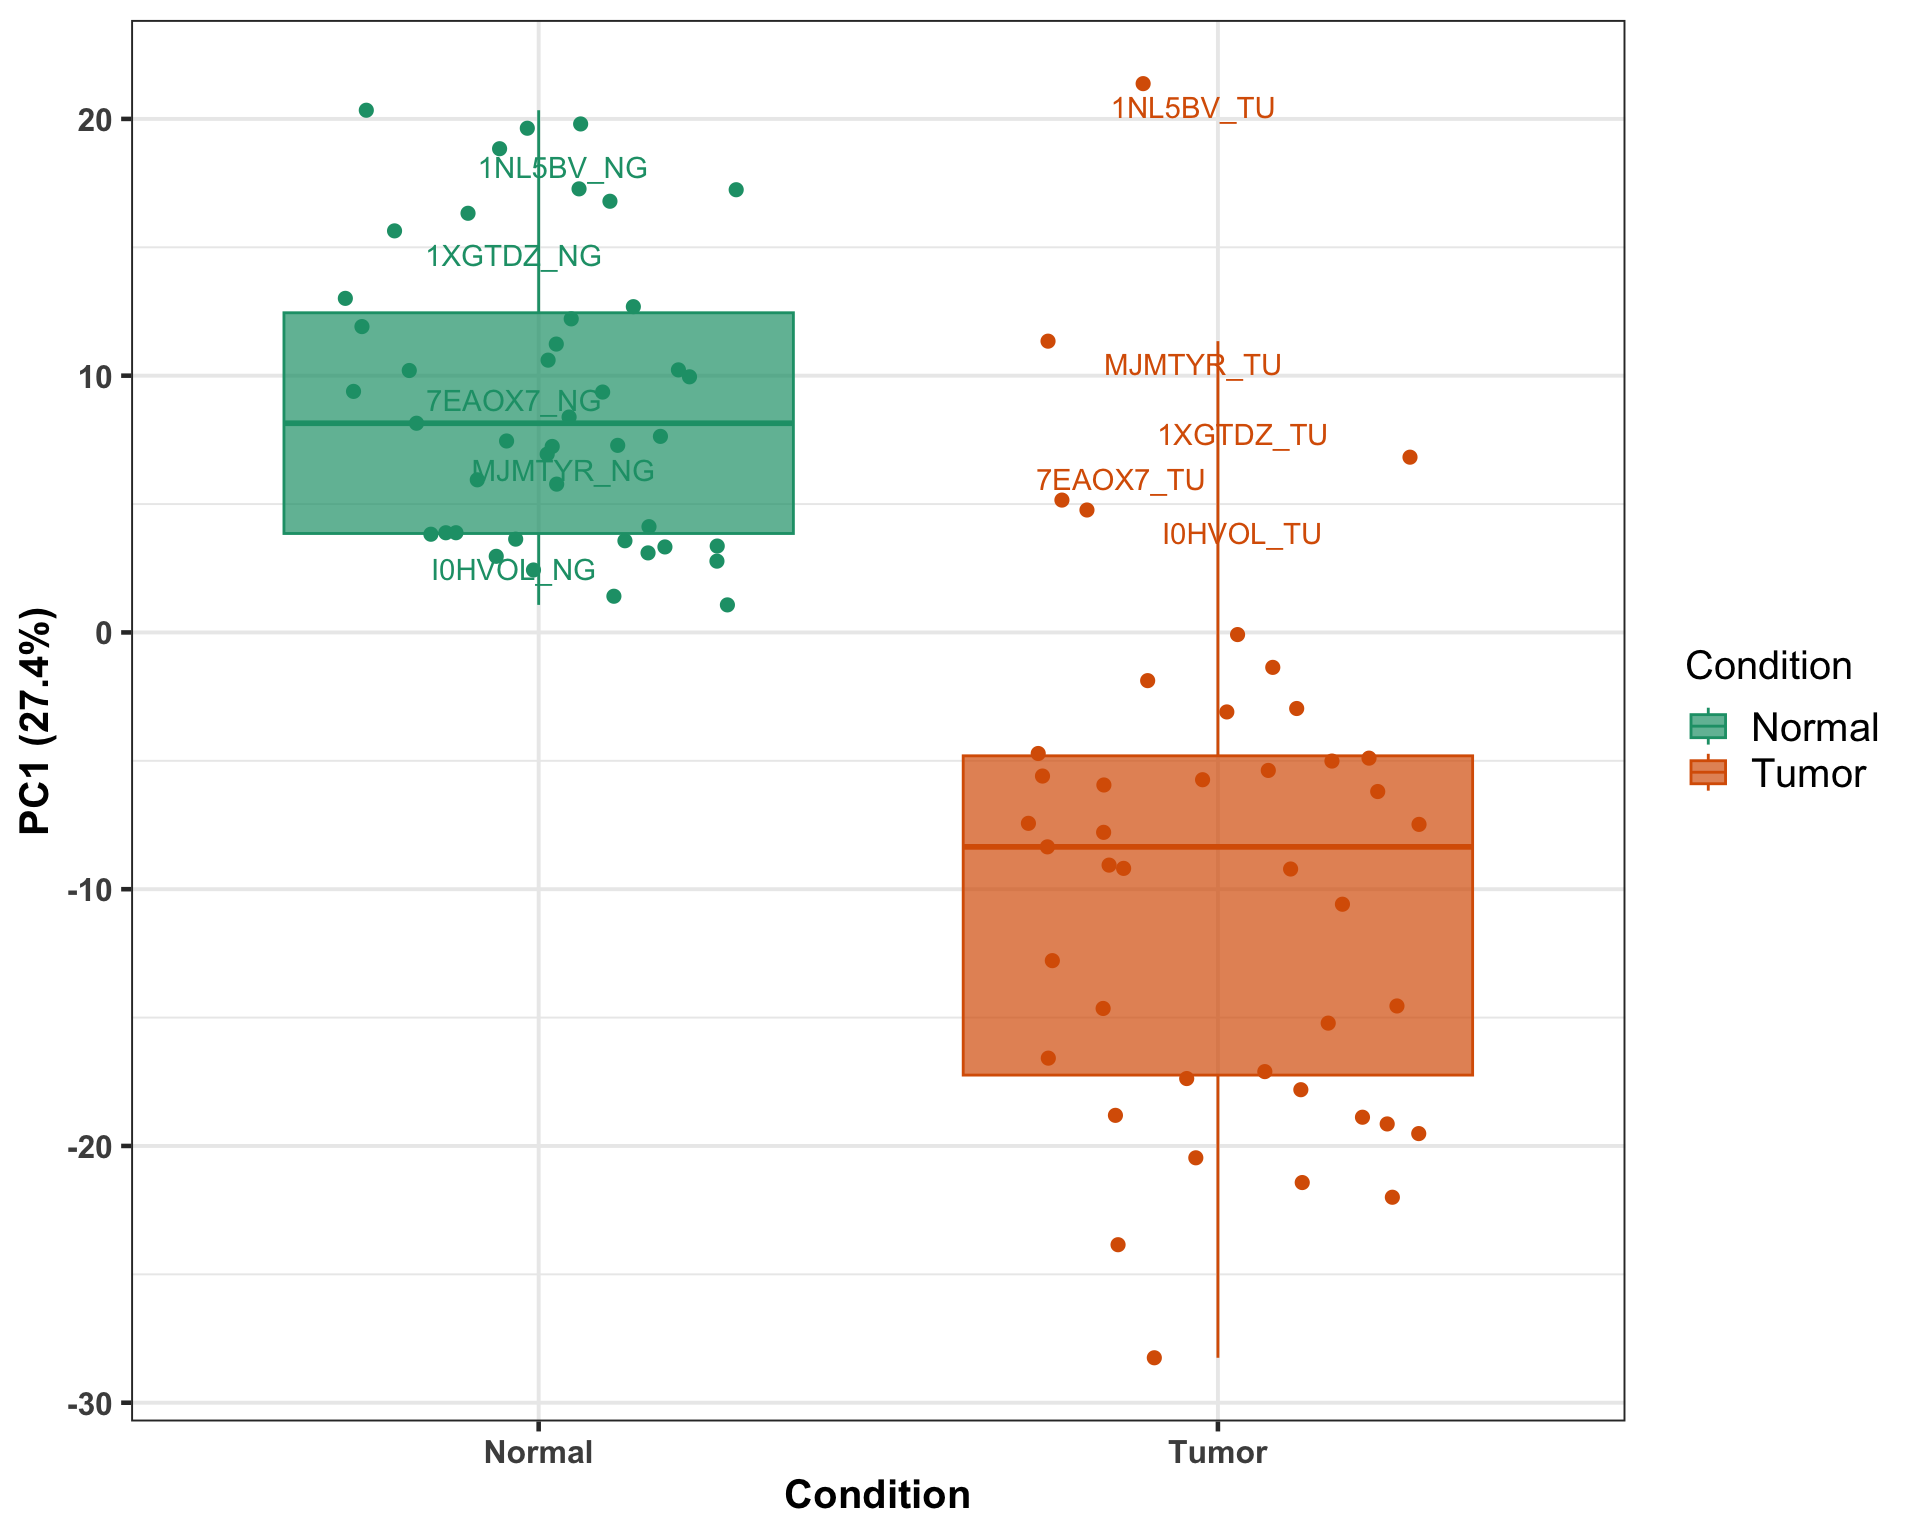 20
10
0
-10
-20
-30
PC1 (27.4%)
1NL5BV_NG
1XGTDZ_NG
7EAOX7_NG
MJMTYR_NG
I0HVOL_NG
1NL5BV_TU
MJMTYR_TU
1XGTDZ_TU
7EAOX7_TU
I0HVOL_TU
Normal
Tumor
Condition
Condition
Normal
Tumor